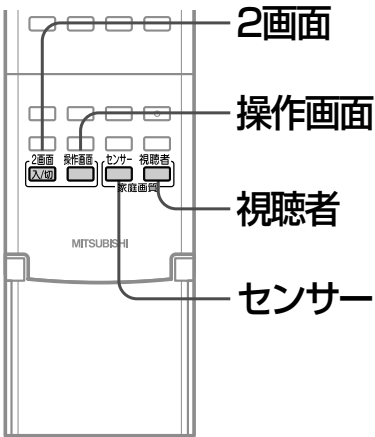 2画面
操作画面
2画面 操作画面 センサー 視聴者
入/切
家庭画質
視聴者
MITSUBISHI
センサー